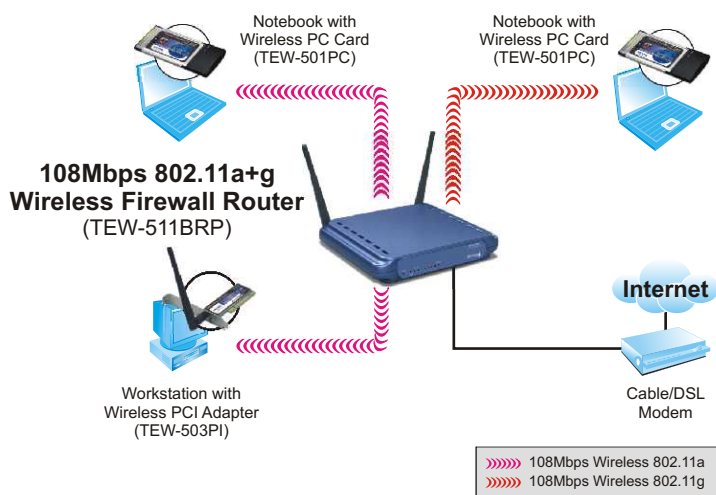 Notebook with
Wireless PC Card
(TEW-501PC)
Notebook with
Wireless PC Card
(TEW-501PC)
108Mbps 802.11a+g
Wireless Firewall Router
(TEW-511BRP)
Internet
Workstation with
Wireless PCI Adapter
(TEW-503PI)
Cable/DSL
Modem
108Mbps Wireless 802.11a
108Mbps Wireless 802.11g